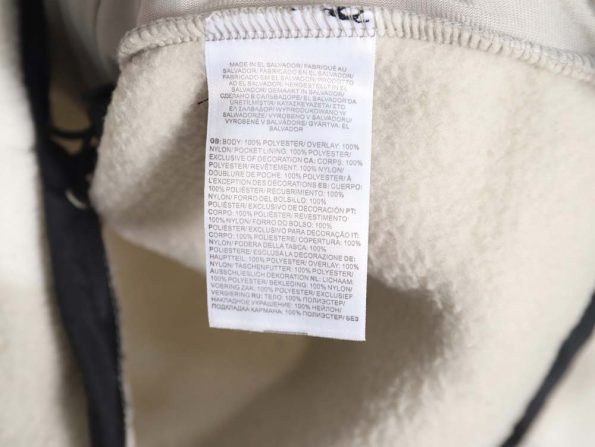 MADE IN EL SALVADOR/ FABRIQUÉ AU
SALVADOR/ FABRICADO EN EL SALVADOR/
FABRICADO EM EL SALVADOR/ PRODOTTO IN
EL SALVADOR/ HERGESTELLT IN EL
SALVADOR/ GEMAAKT IN EL SALVADOR/
СДЕЛАНО В САЛЬВАДОРЕ/ EL SALVADOR'DA
ÜRETİLMİŞTİR/ ΚΑΤΑΣΚΕΥΑΖΕΤΑΙ ΣΤΟ
ΕΛ ΣΑΛΒΑΔΟΡ/ WYPRODUKOWANO W
SALWADORZE/ VYROBENO V SALVADORU/
VYROBENÉ V SALVADORE/ GYÁRTVA: EL
SALVADOR
GB: BODY: 100% POLYESTER/ OVERLAY: 100%
NYLON/ POCKET LINING: 100% POLYESTER/
EXCLUSIVE OF DECORATION CA: CORPS: 100%
POLYESTER/ REVÊTEMENT: 100% NYLON/
DOUBLURE DE POCHE: 100% POLYESTER/ À
L'EXCEPTION DES DÉCORATIONS ES: CUERPO:
100% POLIÉSTER/ RECUBRIMIENTO: 100%
NYLON/ FORRO DEL BOLSILLO: 100%
POLIÉSTER/ EXCLUSIVO DE DECORACIÓN PT:
CORPO: 100% POLIÉSTER/ REVESTIMENTO
100% NYLON/ FORRO DO BOLSO: 100%
POLIÉSTER/ EXCLUSIVO PARA DECORAÇÃO IT:
CORPO: 100% POLIESTERE/ COPERTURA: 100%
NYLON/ FODERA DELLA TASCA: 100%
POLIESTERE/ ESCLUSA LA DECORAZIONE DE:
HAUPTTEIL: 100% POLYESTER/ OVERLAY: 100%
NYLON/ TASCHENFUTTER: 100% POLYESTER/
AUSSCHLIESSLICH DEKORATION NL: LICHAAM:
100% POLYESTER/ BEKLEDING: 100% NYLON/
VOERING ZAK: 100% POLYESTER/ EXCLUSIEF
VERSIERING RU: ТЕЛО: 100% ПОЛИЭСТЕР/
НАКЛАДНОЕ УКРАШЕНИЕ: 100% НЕЙЛОН/
ПОДКЛАДКА КАРМАНА: 100% ПОЛИЭСТЕР/ БЕЗ